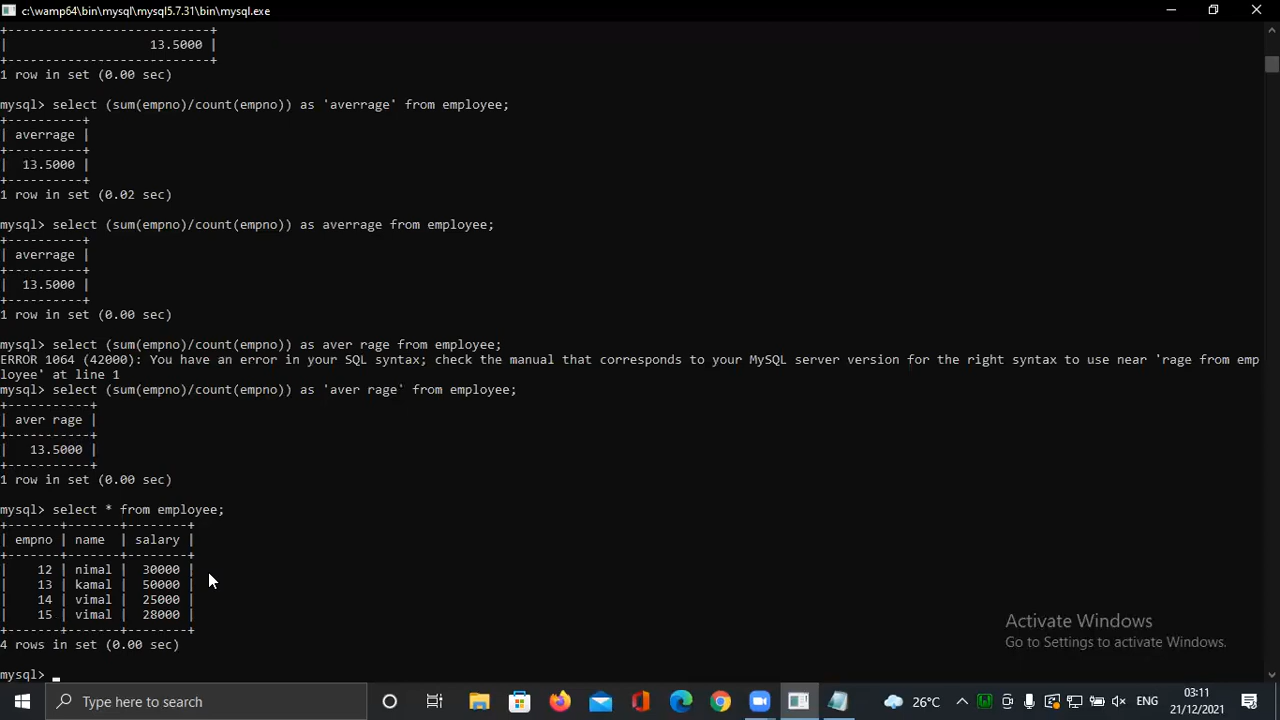 c:\wamp64\bin\mysql\mysql5.7.31\bin\mysql.exe
+---------------------------+
|                   13.5000 |
+---------------------------+
1 row in set (0.00 sec)
mysql> select (sum(empno)/count(empno)) as 'averrage' from employee;
+----------+
| averrage |
+----------+
|  13.5000 |
+----------+
1 row in set (0.02 sec)
mysql> select (sum(empno)/count(empno)) as averrage from employee;
+----------+
| averrage |
+----------+
|  13.5000 |
+----------+
1 row in set (0.00 sec)
mysql> select (sum(empno)/count(empno)) as aver rage from employee;
ERROR 1064 (42000): You have an error in your SQL syntax; check the manual that corresponds to your MySQL server version for the right syntax to use near 'rage from emp
loyee' at line 1
mysql> select (sum(empno)/count(empno)) as 'aver rage' from employee;
+-----------+
| aver rage |
+-----------+
|   13.5000 |
+-----------+
1 row in set (0.00 sec)
mysql> select * from employee;
+-------+-------+--------+
| empno | name  | salary |
+-------+-------+--------+
|    12 | nimal |  30000 |
|    13 | kamal |  50000 |
|    14 | vimal |  25000 |
|    15 | vimal |  28000 |
+-------+-------+--------+
4 rows in set (0.00 sec)
mysql>
Activate Windows
Go to Settings to activate Windows.
Type here to search
26°C
ENG
03:11
21/12/2021